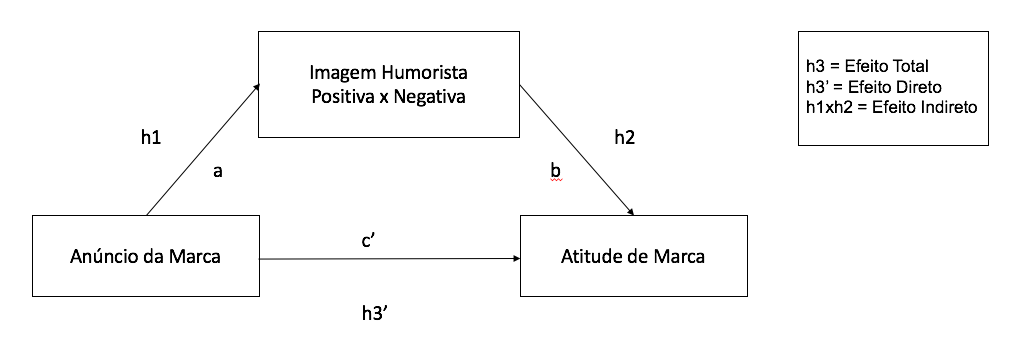 Imagem Humorista
Positiva x Negativa
h3 = Efeito Total
h3’ = Efeito Direto
h1xh2 = Efeito Indireto
h1
h2
a
b
Anúncio da Marca
c’
Atitude de Marca
h3’